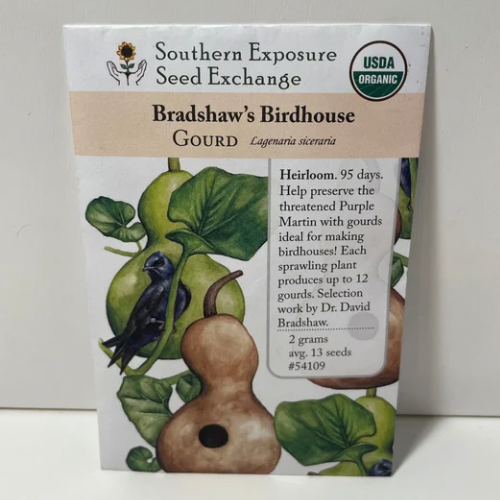 Southern Exposure
Seed Exchange
USDA
ORGANIC
Bradshaw's Birdhouse
GOURD Lagenaria siceraria
Heirloom. 95 days.
Help preserve the
threatened Purple
Martin with gourds
ideal for making
birdhouses! Each
sprawling plant
produces up to 12
gourds. Selection
work by Dr. David
Bradshaw.
2 grams
avg. 13 seeds
#54109